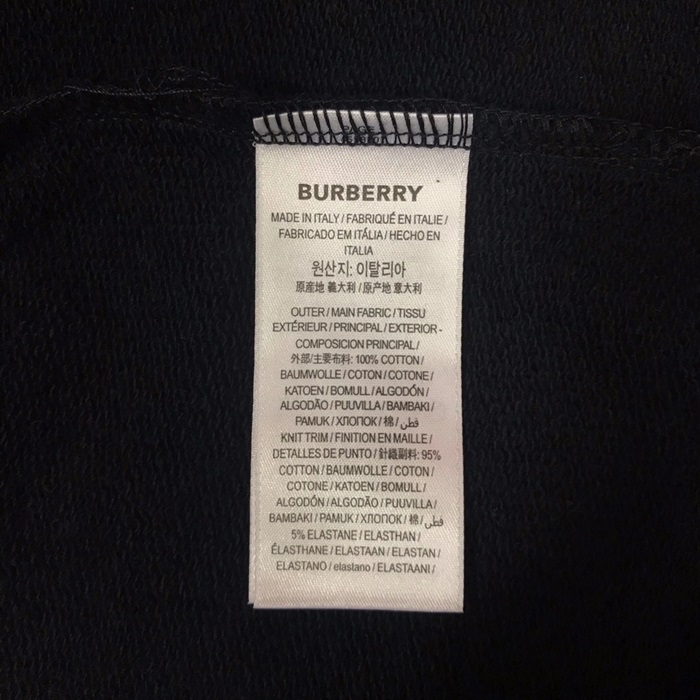 BURBERRY
MADE IN ITALY / FABRIQUÉ EN ITALIE /
FABRICADO EM ITÁLIA / HECHO EN
ITALIA
원산지: 이탈리아
原産地 義大利 / 原产地 意大利
OUTER / MAIN FABRIC / TISSU
EXTÉRIEUR / PRINCIPAL / EXTERIOR -
COMPOSICION PRINCIPAL /
外部/主要布料: 100% COTTON /
BAUMWOLLE / COTON / COTONE /
KATOEN / BOMULL / ALGODÓN /
ALGODÃO / PUUVILLA / BAMBAKI /
PAMUK / ХЛОПОК / 棉 / قطن
KNIT TRIM / FINITION EN MAILLE /
DETALLES DE PUNTO / 針織副料: 95%
COTTON / BAUMWOLLE / COTON /
COTONE / KATOEN / BOMULL /
ALGODÓN / ALGODÃO / PUUVILLA /
BAMBAKI / PAMUK / ХЛОПОК / 棉 / قطن
5% ELASTANE / ELASTHAN /
ÉLASTHANE / ELASTAAN / ELASTAN /
ELASTANO / elastano / ELASTAANI /